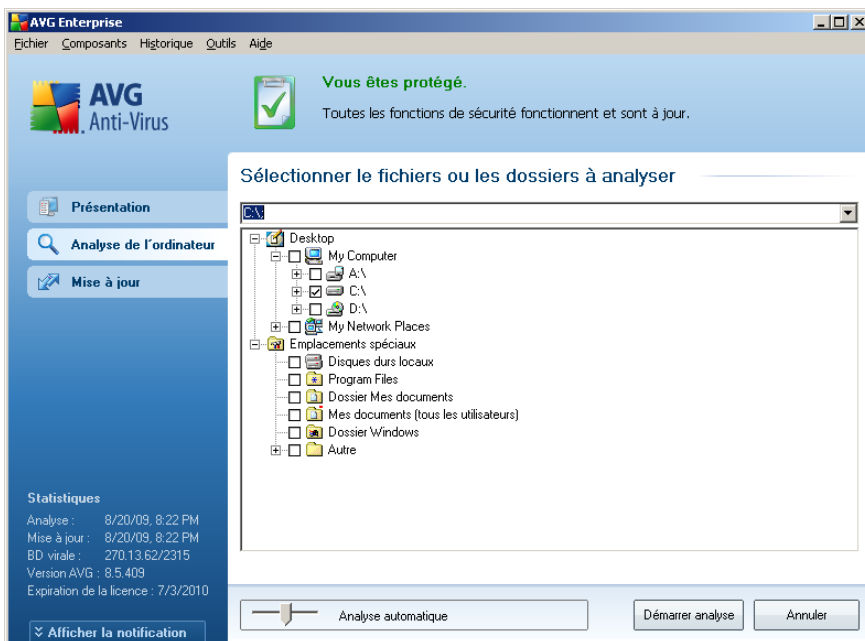 AVG Enterprise
Fichier Composants Historique Outils Aide
AVG
Anti-Virus
Vous êtes protégé.
Toutes les fonctions de sécurité fonctionnent et sont à jour.
Présentation
Analyse de l'ordinateur
Mise à jour
Sélectionner le fichiers ou les dossiers à analyser
C:\;
Desktop
My Computer
A:\
C:\
D:\
My Network Places
Emplacements spéciaux
Disques durs locaux
Program Files
Dossier Mes documents
Mes documents (tous les utilisateurs)
Dossier Windows
Autre
Statistiques
Analyse : 8/20/09, 8:22 PM
Mise à jour : 8/20/09, 8:22 PM
BD virale : 270.13.62/2315
Version AVG : 8.5.409
Expiration de la licence : 7/3/2010
Afficher la notification
Analyse automatique
Démarrer analyse
Annuler